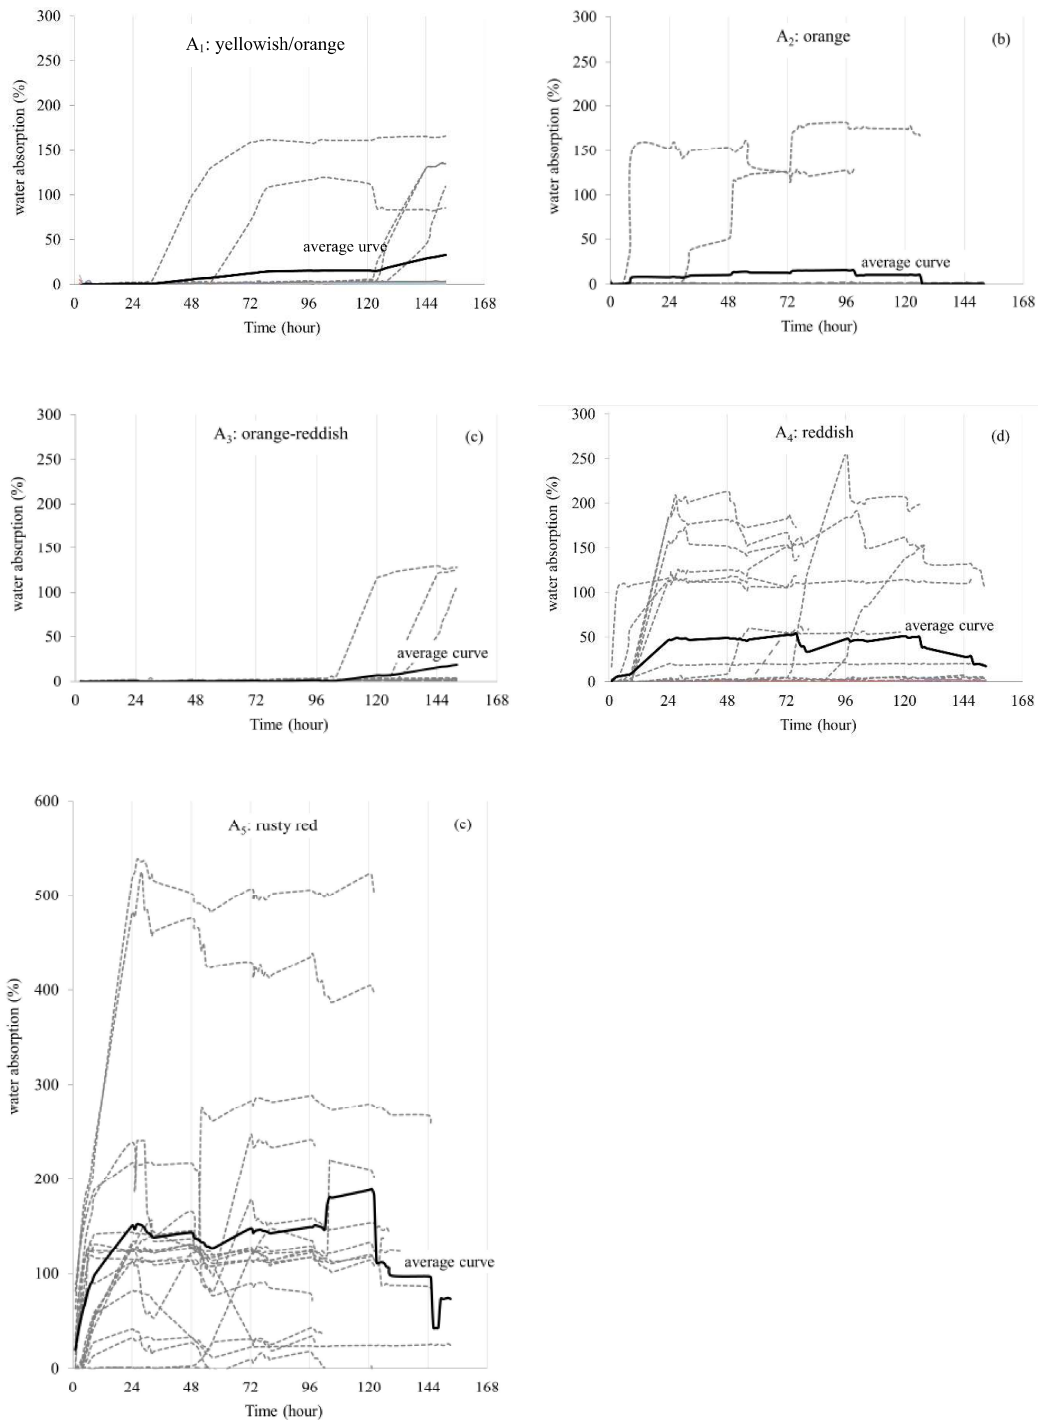 A1: yellowish/orange
300
250
200
150
100
50
0
water absorption (%)
average urve
0 24 48 72 96 120 144 168
Time (hour)
A2: orange (b)
300
250
200
150
100
50
0
water absorption (%)
average curve
0 24 48 72 96 120 144 168
Time (hour)
A3: orange-reddish (c)
300
250
200
150
100
50
0
water absorption (%)
average curve
0 24 48 72 96 120 144 168
Time (hour)
A4: reddish (d)
300
250
200
150
100
50
0
water absorption (%)
average curve
0 24 48 72 96 120 144 168
Time (hour)
A5: rusty red (e)
600
500
400
300
200
100
0
water absorption (%)
average curve
0 24 48 72 96 120 144 168
Time (hour)